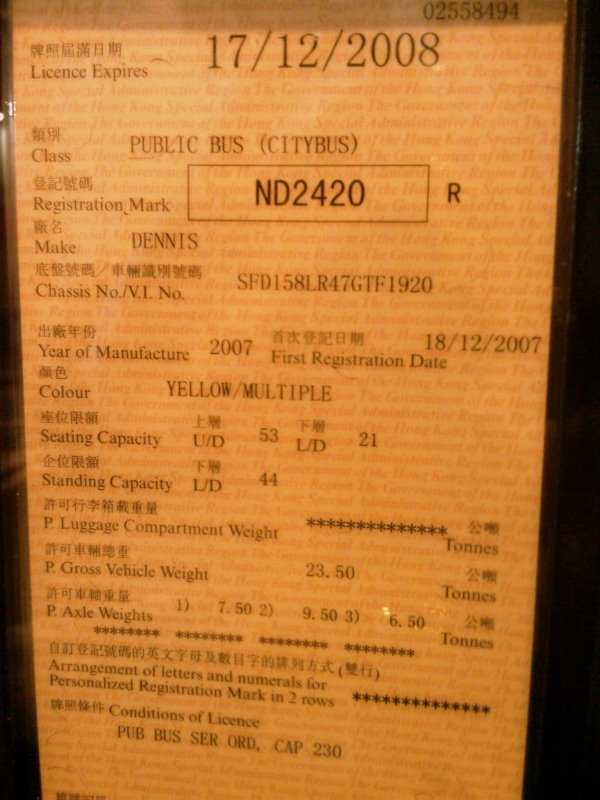 02558494
牌照屆滿日期 17/12/2008
Licence Expires
類別 PUBLIC BUS (CITYBUS)
Class
登記號碼 ND2420 R
Registration Mark
廠名 DENNIS
Make
底盤號碼/車輛識別號碼 SFD158LR47GTF1920
Chassis No./V.I. No.
出廠年份 2007 首次登記日期 18/12/2007
Year of Manufacture First Registration Date
顏色 YELLOW/MULTIPLE
Colour
座位限額 上層 53 下層 21
Seating Capacity U/D L/D
企位限額 下層 44
Standing Capacity L/D
許可行李箱載重量 ************** 公噸
P. Luggage Compartment Weight Tonnes
許可車輛總重 23.50 公噸
P. Gross Vehicle Weight Tonnes
許可車軸重量 1) 7.50 2) 9.50 3) 6.50 公噸
P. Axle Weights Tonnes
******** ******** ******** ********
自訂登記號碼的英文字母及數目字的排列方式 (雙行)
Arrangement of letters and numerals for
Personalized Registration Mark in 2 rows **************
牌照條件 Conditions of Licence
PUB BUS SER ORD, CAP 230